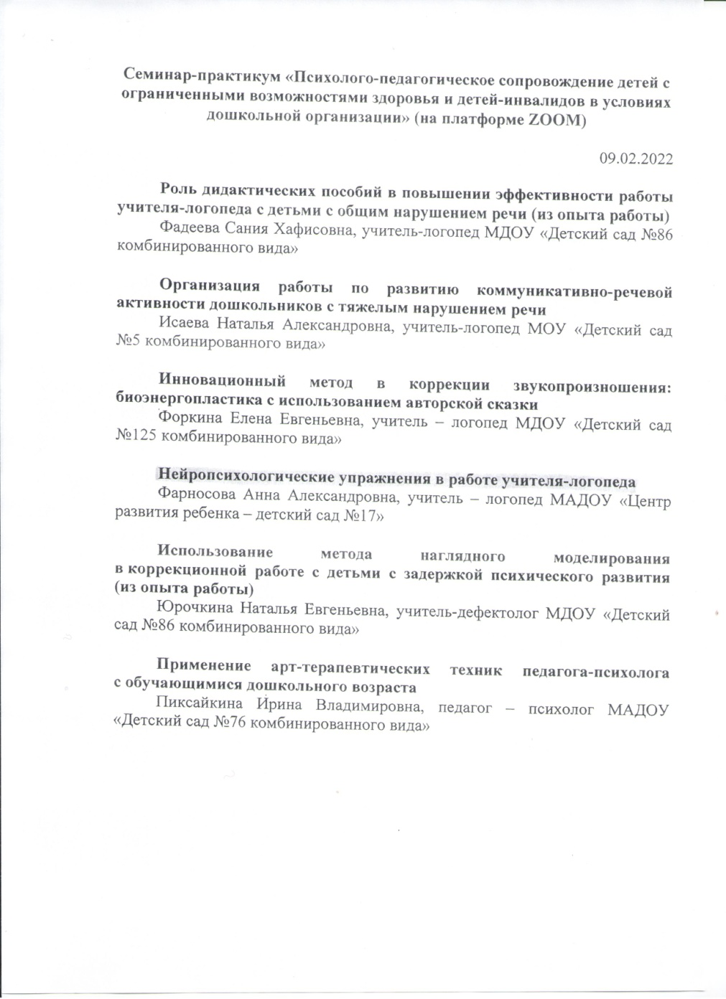 Семинар-практикум «Психолого-педагогическое сопровождение детей с
ограниченными возможностями здоровья и детей-инвалидов в условиях
дошкольной организации» (на платформе ZOOM)
09.02.2022
Роль дидактических пособий в повышении эффективности работы
учителя-логопеда с детьми с общим нарушением речи (из опыта работы)
Фадеева Сания Хафисовна, учитель-логопед МДОУ «Детский сад №86
комбинированного вида»
Организация работы по развитию коммуникативно-речевой
активности дошкольников с тяжелым нарушением речи
Исаева Наталья Александровна, учитель-логопед МОУ «Детский сад
№5 комбинированного вида»
Инновационный метод в коррекции звукопроизношения:
биоэнергопластика с использованием авторской сказки
Форкина Елена Евгеньевна, учитель – логопед МДОУ «Детский сад
№125 комбинированного вида»
Нейропсихологические упражнения в работе учителя-логопеда
Фарносова Анна Александровна, учитель – логопед МАДОУ «Центр
развития ребенка – детский сад №17»
Использование метода наглядного моделирования
в коррекционной работе с детьми с задержкой психического развития
(из опыта работы)
Юрочкина Наталья Евгеньевна, учитель-дефектолог МДОУ «Детский
сад №86 комбинированного вида»
Применение арт-терапевтических техник педагога-психолога
с обучающимися дошкольного возраста
Пиксайкина Ирина Владимировна, педагог – психолог МАДОУ
«Детский сад №76 комбинированного вида»